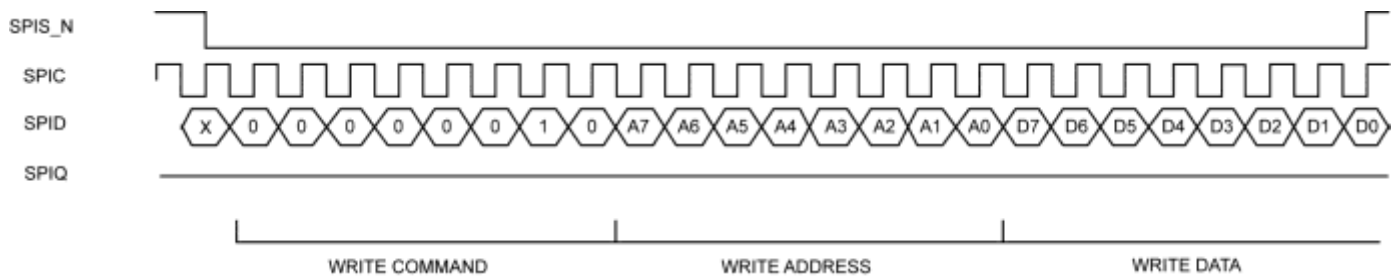 SPIS_N
SPIC
SPID X 0 0 0 0 0 1 0 A7 A6 A5 A4 A3 A2 A1 A0 D7 D6 D5 D4 D3 D2 D1 D0
SPIQ
WRITE COMMAND WRITE ADDRESS WRITE DATA